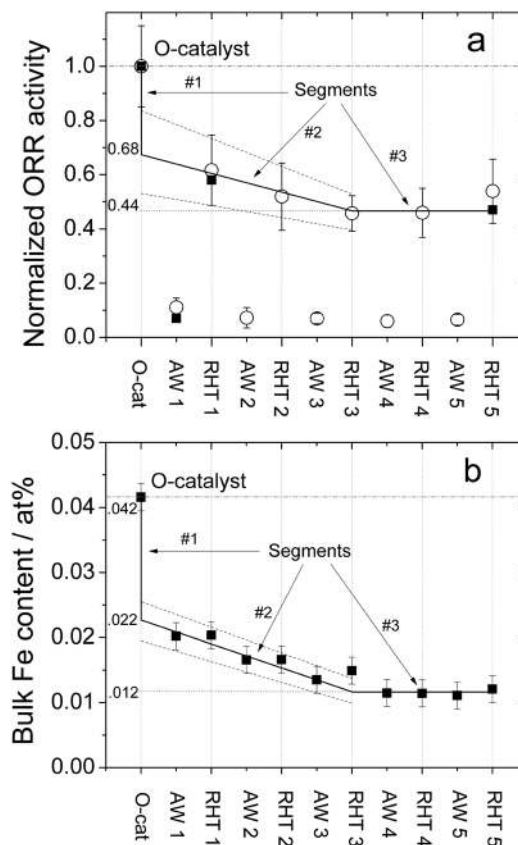 a
O-catalyst
#1
Segments
#2
#3
0.68
0.44
1.0
0.8
0.6
0.4
0.2
0.0
Normalized ORR activity
O-cat
AW 1
RHT 1
AW 2
RHT 2
AW 3
RHT 3
AW 4
RHT 4
AW 5
RHT 5
b
O-catalyst
.042
#1
Segments
#2
#3
.022
.012
0.05
0.04
0.03
0.02
0.01
0.00
Bulk Fe content / at%
O-cat
AW 1
RHT 1
AW 2
RHT 2
AW 3
RHT 3
AW 4
RHT 4
AW 5
RHT 5